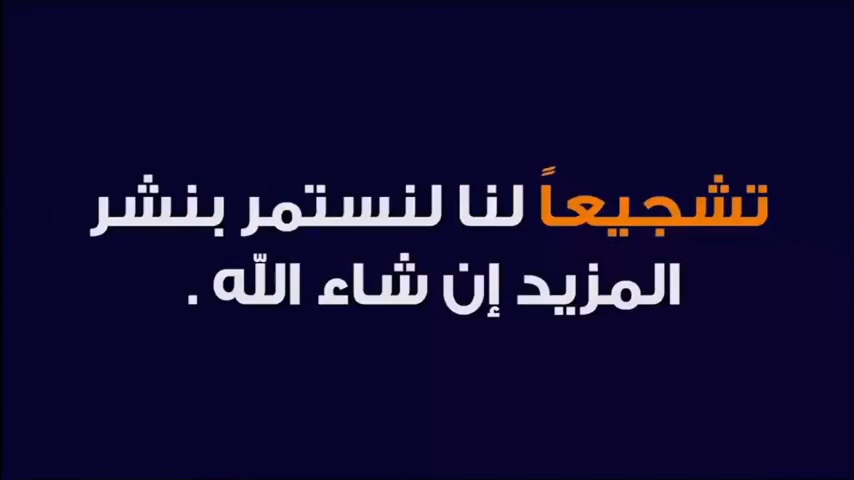 تشجيعاً لنا لنستمر بنشر
المزيد إن شاء الله .